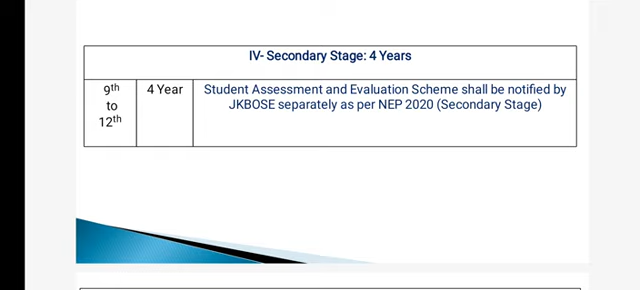 IV- Secondary Stage: 4 Years
9th
to
12th
4 Year
Student Assessment and Evaluation Scheme shall be notified by
JKBOSE separately as per NEP 2020 (Secondary Stage)